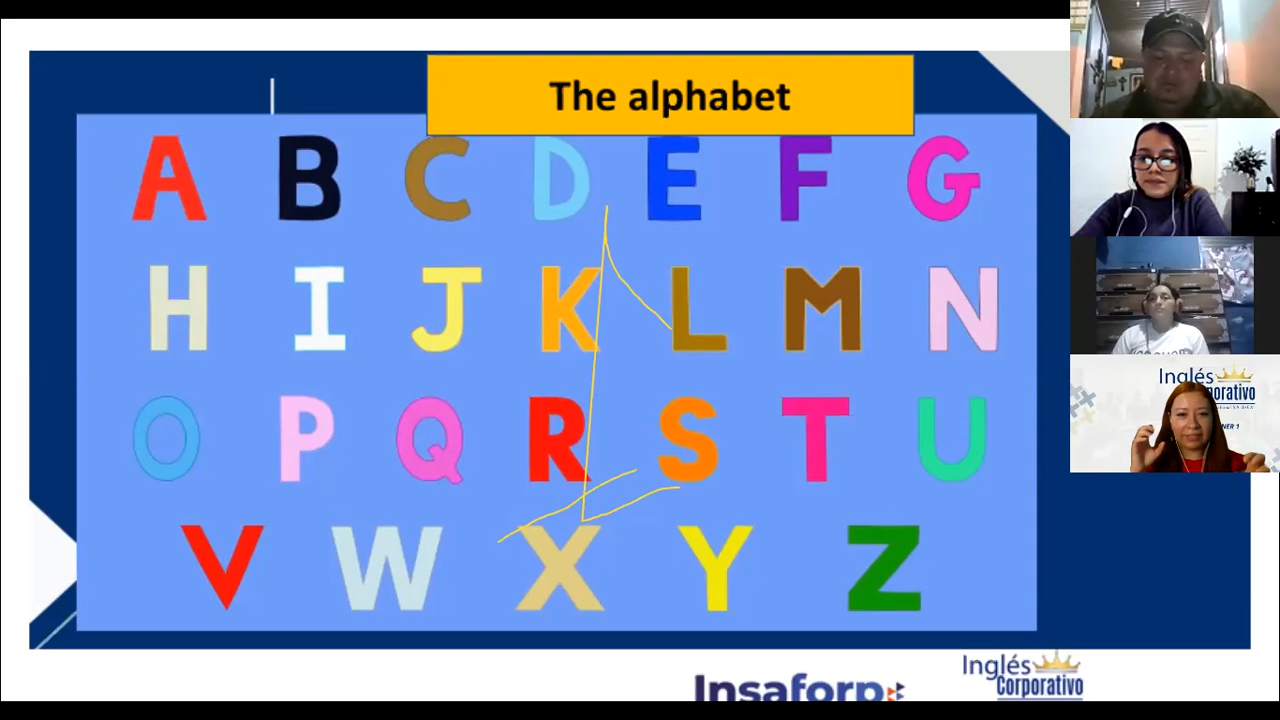 The alphabet
A B C D E F G
H I J K L M N
O P Q R S T U
V W X Y Z
Inglés
Corporativo
Insaforp
Inglés
Corporativo